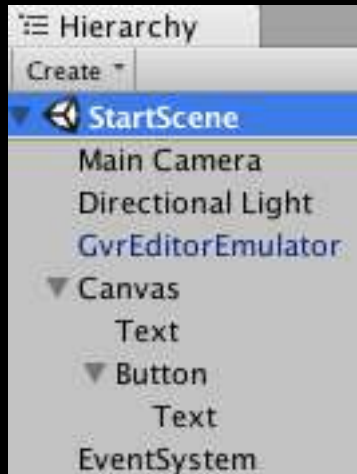 Hierarchy
Create
StartScene
Main Camera
Directional Light
GvrEditorEmulator
Canvas
Text
Button
Text
EventSystem